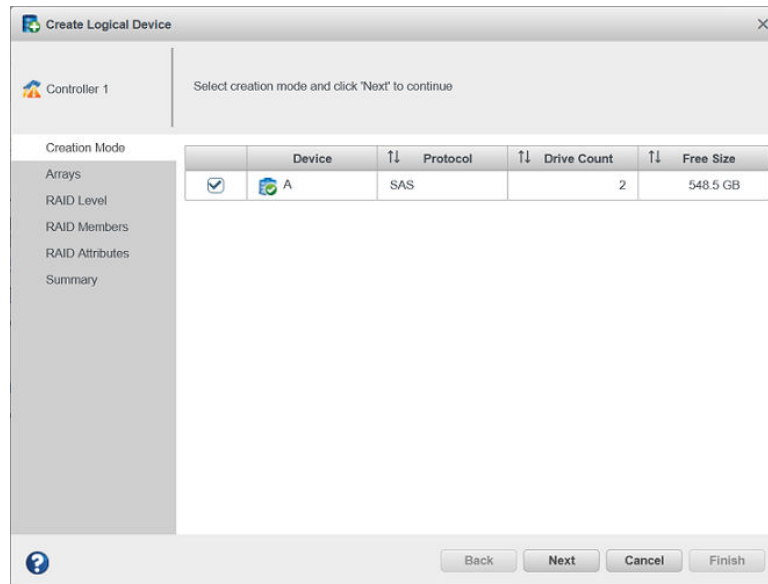 Create Logical Device
Controller 1
Select creation mode and click 'Next' to continue
Creation Mode
Arrays
RAID Level
RAID Members
RAID Attributes
Summary
Device Protocol Drive Count Free Size
A SAS 2 548.5 GB
Back Next Cancel Finish